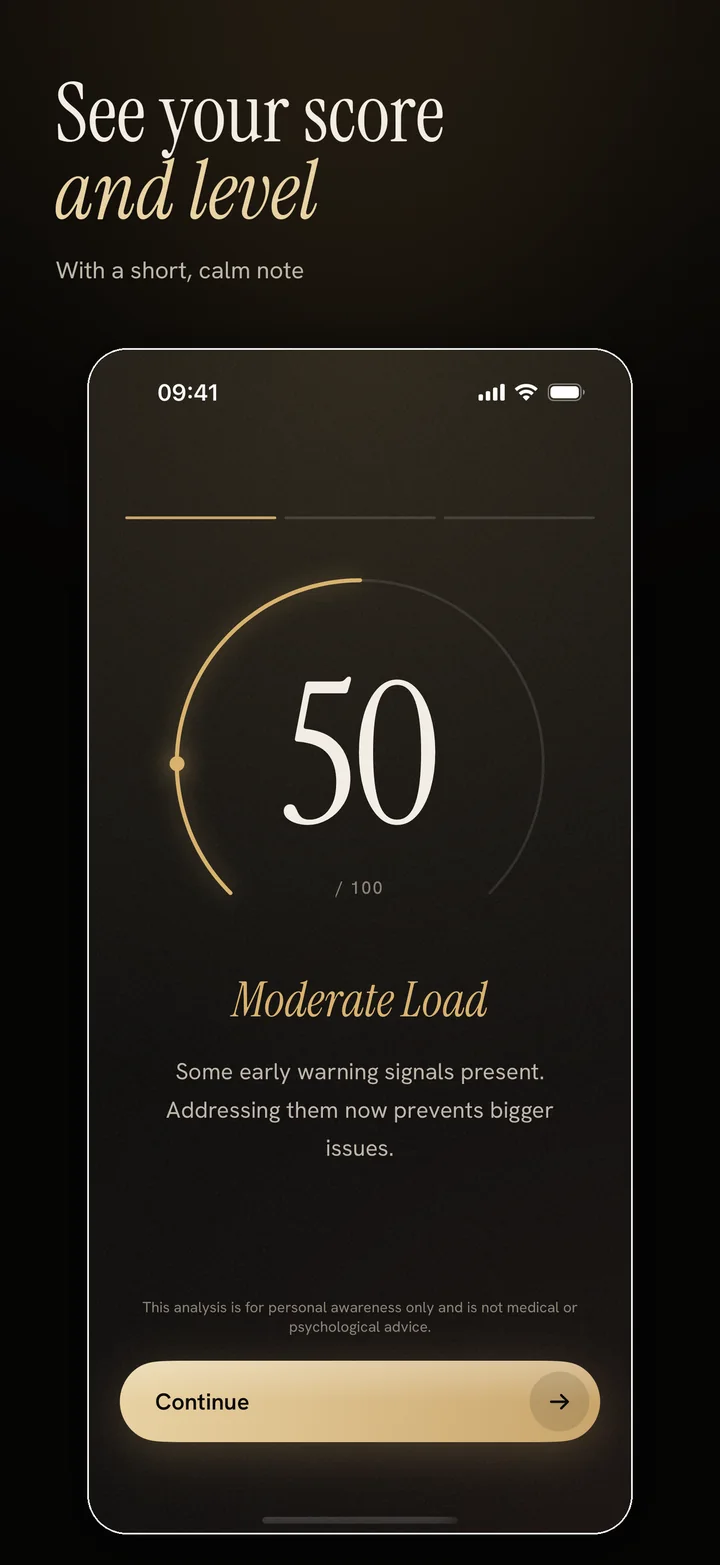 See your score
and level
With a short, calm note
09:41
50
/ 100
Moderate Load
Some early warning signals present.
Addressing them now prevents bigger
issues.
This analysis is for personal awareness only and is not medical or
psychological advice.
Continue